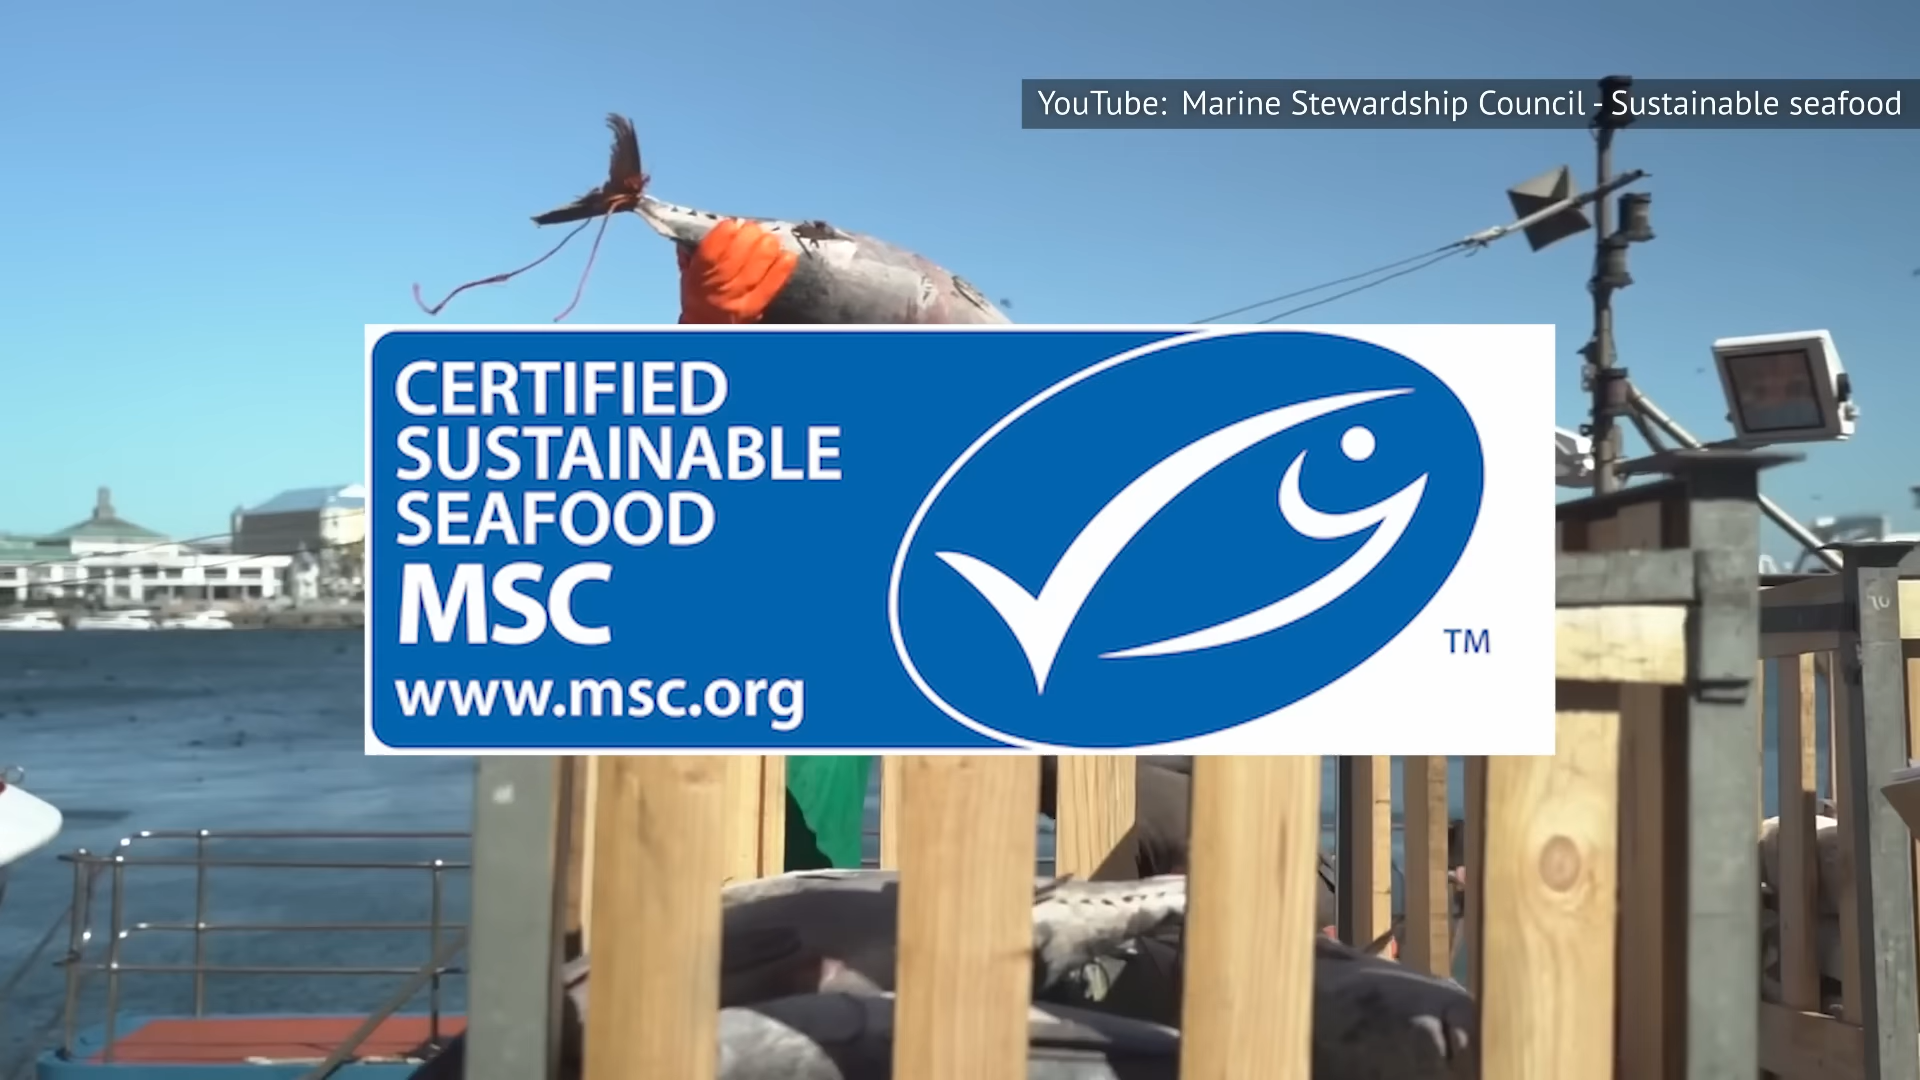 YouTube: Marine Stewardship Council - Sustainable seafood
CERTIFIED
SUSTAINABLE
SEAFOOD
MSC
www.msc.org
TM